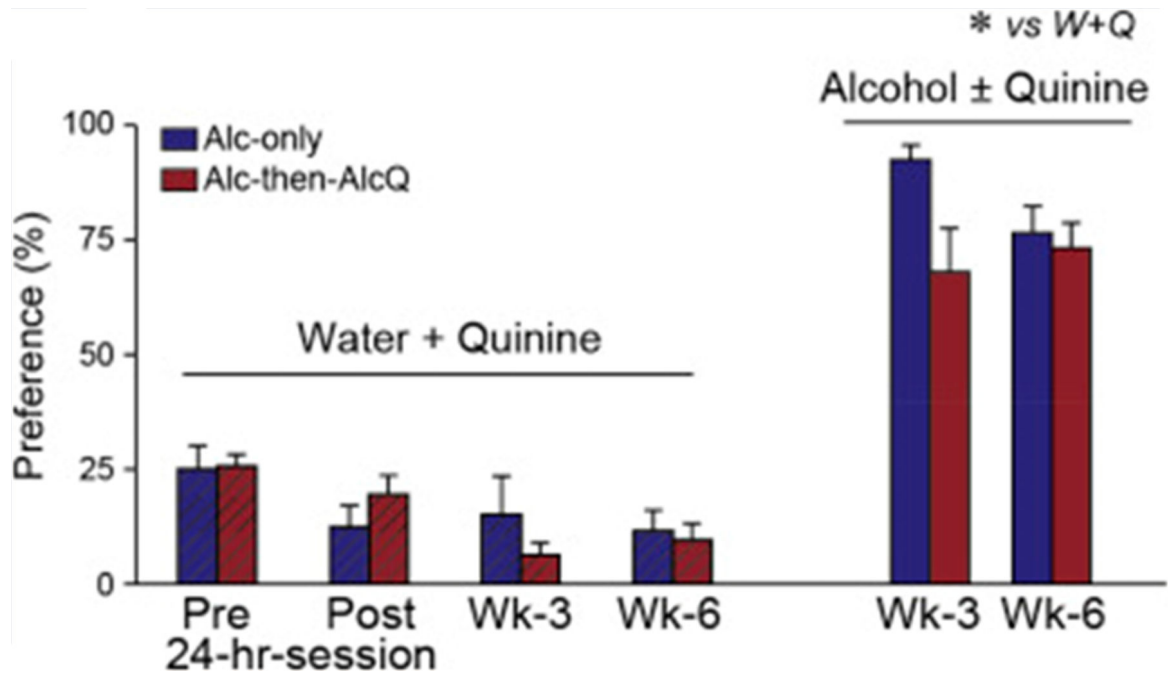 * vs W+Q
Alcohol ± Quinine
100
Alc-only
Alc-then-AlcQ
75
Preference (%)
Water + Quinine
50
25
0
Pre Post Wk-3 Wk-6 Wk-3 Wk-6
24-hr-session